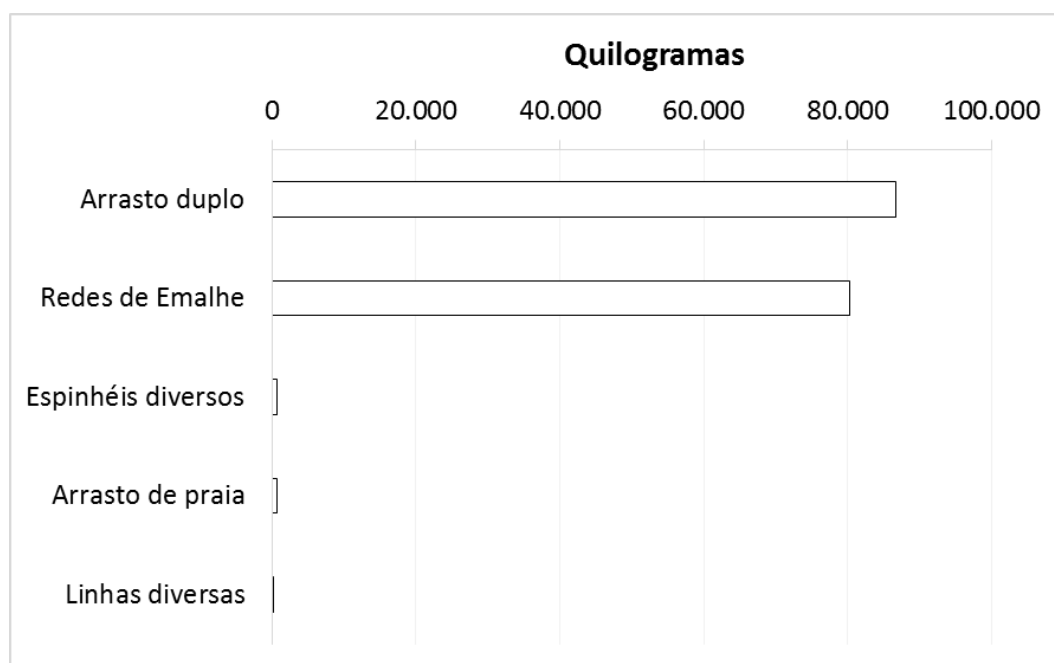 Quilogramas
0 20.000 40.000 60.000 80.000 100.000
Arrasto duplo
Redes de Emalhe
Espinhéis diversos
Arrasto de praia
Linhas diversas